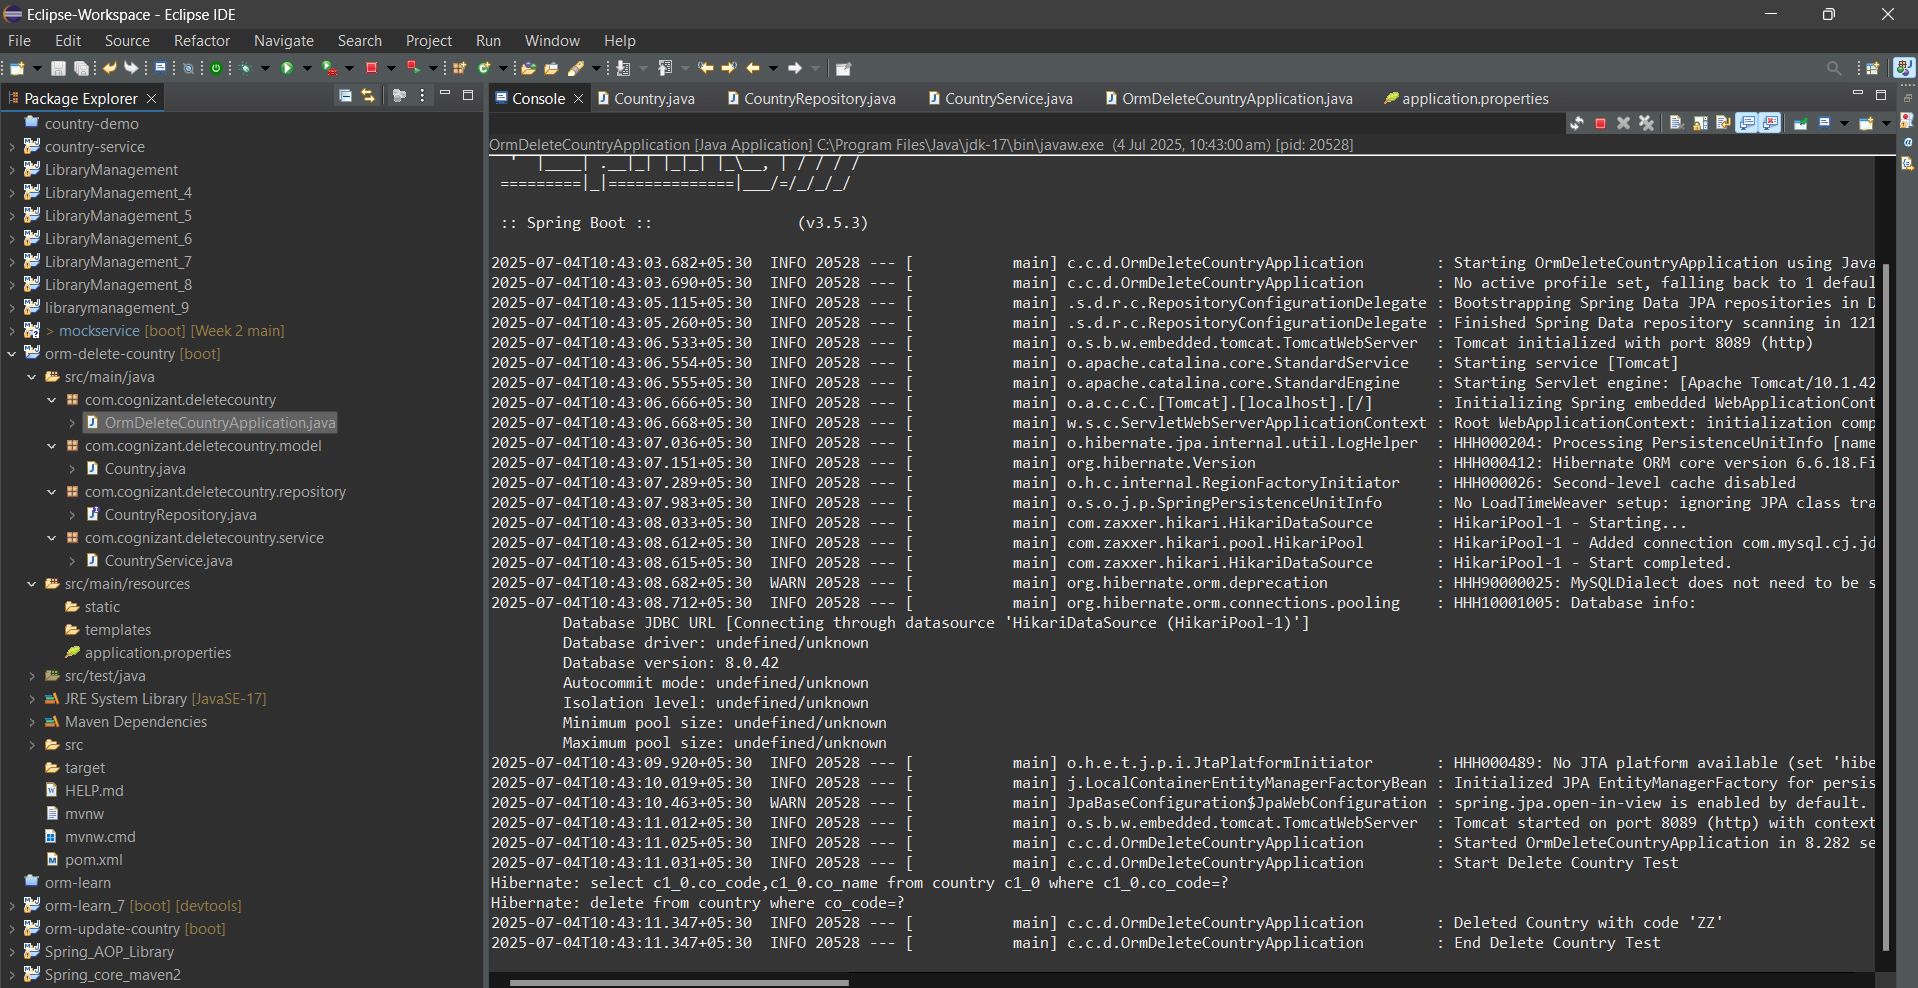 Eclipse-Workspace - Eclipse IDE
File Edit Source Refactor Navigate Search Project Run Window Help
Package Explorer
country-demo
country-service
LibraryManagement
LibraryManagement_4
LibraryManagement_5
LibraryManagement_6
LibraryManagement_7
LibraryManagement_8
librarymanagement_9
> mockservice [boot] [Week 2 main]
orm-delete-country [boot]
src/main/java
com.cognizant.deletecountry
OrmDeleteCountryApplication.java
com.cognizant.deletecountry.model
Country.java
com.cognizant.deletecountry.repository
CountryRepository.java
com.cognizant.deletecountry.service
CountryService.java
src/main/resources
static
templates
application.properties
src/test/java
JRE System Library [JavaSE-17]
Maven Dependencies
src
target
HELP.md
mvnw
mvnw.cmd
pom.xml
orm-learn
orm-learn_7 [boot] [devtools]
orm-update-country [boot]
Spring_AOP_Library
Spring_core_maven2
Console Country.java CountryRepository.java CountryService.java OrmDeleteCountryApplication.java application.properties
OrmDeleteCountryApplication [Java Application] C:\Program Files\Java\jdk-17\bin\javaw.exe (4 Jul 2025, 10:43:00 am) [pid: 20528]
'  |____| .__|_| |_|_| |_\__, | / / / /
=========|_|==============|___/=/_/_/_/
:: Spring Boot :: (v3.5.3)
2025-07-04T10:43:03.682+05:30 INFO 20528 --- [ main] c.c.d.OrmDeleteCountryApplication : Starting OrmDeleteCountryApplication using Java
2025-07-04T10:43:03.690+05:30 INFO 20528 --- [ main] c.c.d.OrmDeleteCountryApplication : No active profile set, falling back to 1 defaul
2025-07-04T10:43:05.115+05:30 INFO 20528 --- [ main] .s.d.r.c.RepositoryConfigurationDelegate : Bootstrapping Spring Data JPA repositories in D
2025-07-04T10:43:05.260+05:30 INFO 20528 --- [ main] .s.d.r.c.RepositoryConfigurationDelegate : Finished Spring Data repository scanning in 121
2025-07-04T10:43:06.533+05:30 INFO 20528 --- [ main] o.s.b.w.embedded.tomcat.TomcatWebServer : Tomcat initialized with port 8089 (http)
2025-07-04T10:43:06.554+05:30 INFO 20528 --- [ main] o.apache.catalina.core.StandardService : Starting service [Tomcat]
2025-07-04T10:43:06.555+05:30 INFO 20528 --- [ main] o.apache.catalina.core.StandardEngine : Starting Servlet engine: [Apache Tomcat/10.1.42
2025-07-04T10:43:06.666+05:30 INFO 20528 --- [ main] o.a.c.c.C.[Tomcat].[localhost].[/] : Initializing Spring embedded WebApplicationCont
2025-07-04T10:43:06.668+05:30 INFO 20528 --- [ main] w.s.c.ServletWebServerApplicationContext : Root WebApplicationContext: initialization comp
2025-07-04T10:43:07.036+05:30 INFO 20528 --- [ main] o.hibernate.jpa.internal.util.LogHelper : HHH000204: Processing PersistenceUnitInfo [name
2025-07-04T10:43:07.151+05:30 INFO 20528 --- [ main] org.hibernate.Version : HHH000412: Hibernate ORM core version 6.6.18.Fi
2025-07-04T10:43:07.289+05:30 INFO 20528 --- [ main] o.h.c.internal.RegionFactoryInitiator : HHH000026: Second-level cache disabled
2025-07-04T10:43:07.983+05:30 INFO 20528 --- [ main] o.s.o.j.p.SpringPersistenceUnitInfo : No LoadTimeWeaver setup: ignoring JPA class tra
2025-07-04T10:43:08.033+05:30 INFO 20528 --- [ main] com.zaxxer.hikari.HikariDataSource : HikariPool-1 - Starting...
2025-07-04T10:43:08.612+05:30 INFO 20528 --- [ main] com.zaxxer.hikari.pool.HikariPool : HikariPool-1 - Added connection com.mysql.cj.jd
2025-07-04T10:43:08.615+05:30 INFO 20528 --- [ main] com.zaxxer.hikari.HikariDataSource : HikariPool-1 - Start completed.
2025-07-04T10:43:08.682+05:30 WARN 20528 --- [ main] org.hibernate.orm.deprecation : HHH90000025: MySQLDialect does not need to be s
2025-07-04T10:43:08.712+05:30 INFO 20528 --- [ main] org.hibernate.orm.connections.pooling : HHH10001005: Database info:
Database JDBC URL [Connecting through datasource 'HikariDataSource (HikariPool-1)']
Database driver: undefined/unknown
Database version: 8.0.42
Autocommit mode: undefined/unknown
Isolation level: undefined/unknown
Minimum pool size: undefined/unknown
Maximum pool size: undefined/unknown
2025-07-04T10:43:09.920+05:30 INFO 20528 --- [ main] o.h.e.t.j.p.i.JtaPlatformInitiator : HHH000489: No JTA platform available (set 'hibe
2025-07-04T10:43:10.019+05:30 INFO 20528 --- [ main] j.LocalContainerEntityManagerFactoryBean : Initialized JPA EntityManagerFactory for persis
2025-07-04T10:43:10.463+05:30 WARN 20528 --- [ main] JpaBaseConfiguration$JpaWebConfiguration : spring.jpa.open-in-view is enabled by default.
2025-07-04T10:43:11.012+05:30 INFO 20528 --- [ main] o.s.b.w.embedded.tomcat.TomcatWebServer : Tomcat started on port 8089 (http) with context
2025-07-04T10:43:11.025+05:30 INFO 20528 --- [ main] c.c.d.OrmDeleteCountryApplication : Started OrmDeleteCountryApplication in 8.282 se
2025-07-04T10:43:11.031+05:30 INFO 20528 --- [ main] c.c.d.OrmDeleteCountryApplication : Start Delete Country Test
Hibernate: select c1_0.co_code,c1_0.co_name from country c1_0 where c1_0.co_code=?
Hibernate: delete from country where co_code=?
2025-07-04T10:43:11.347+05:30 INFO 20528 --- [ main] c.c.d.OrmDeleteCountryApplication : Deleted Country with code 'ZZ'
2025-07-04T10:43:11.347+05:30 INFO 20528 --- [ main] c.c.d.OrmDeleteCountryApplication : End Delete Country Test